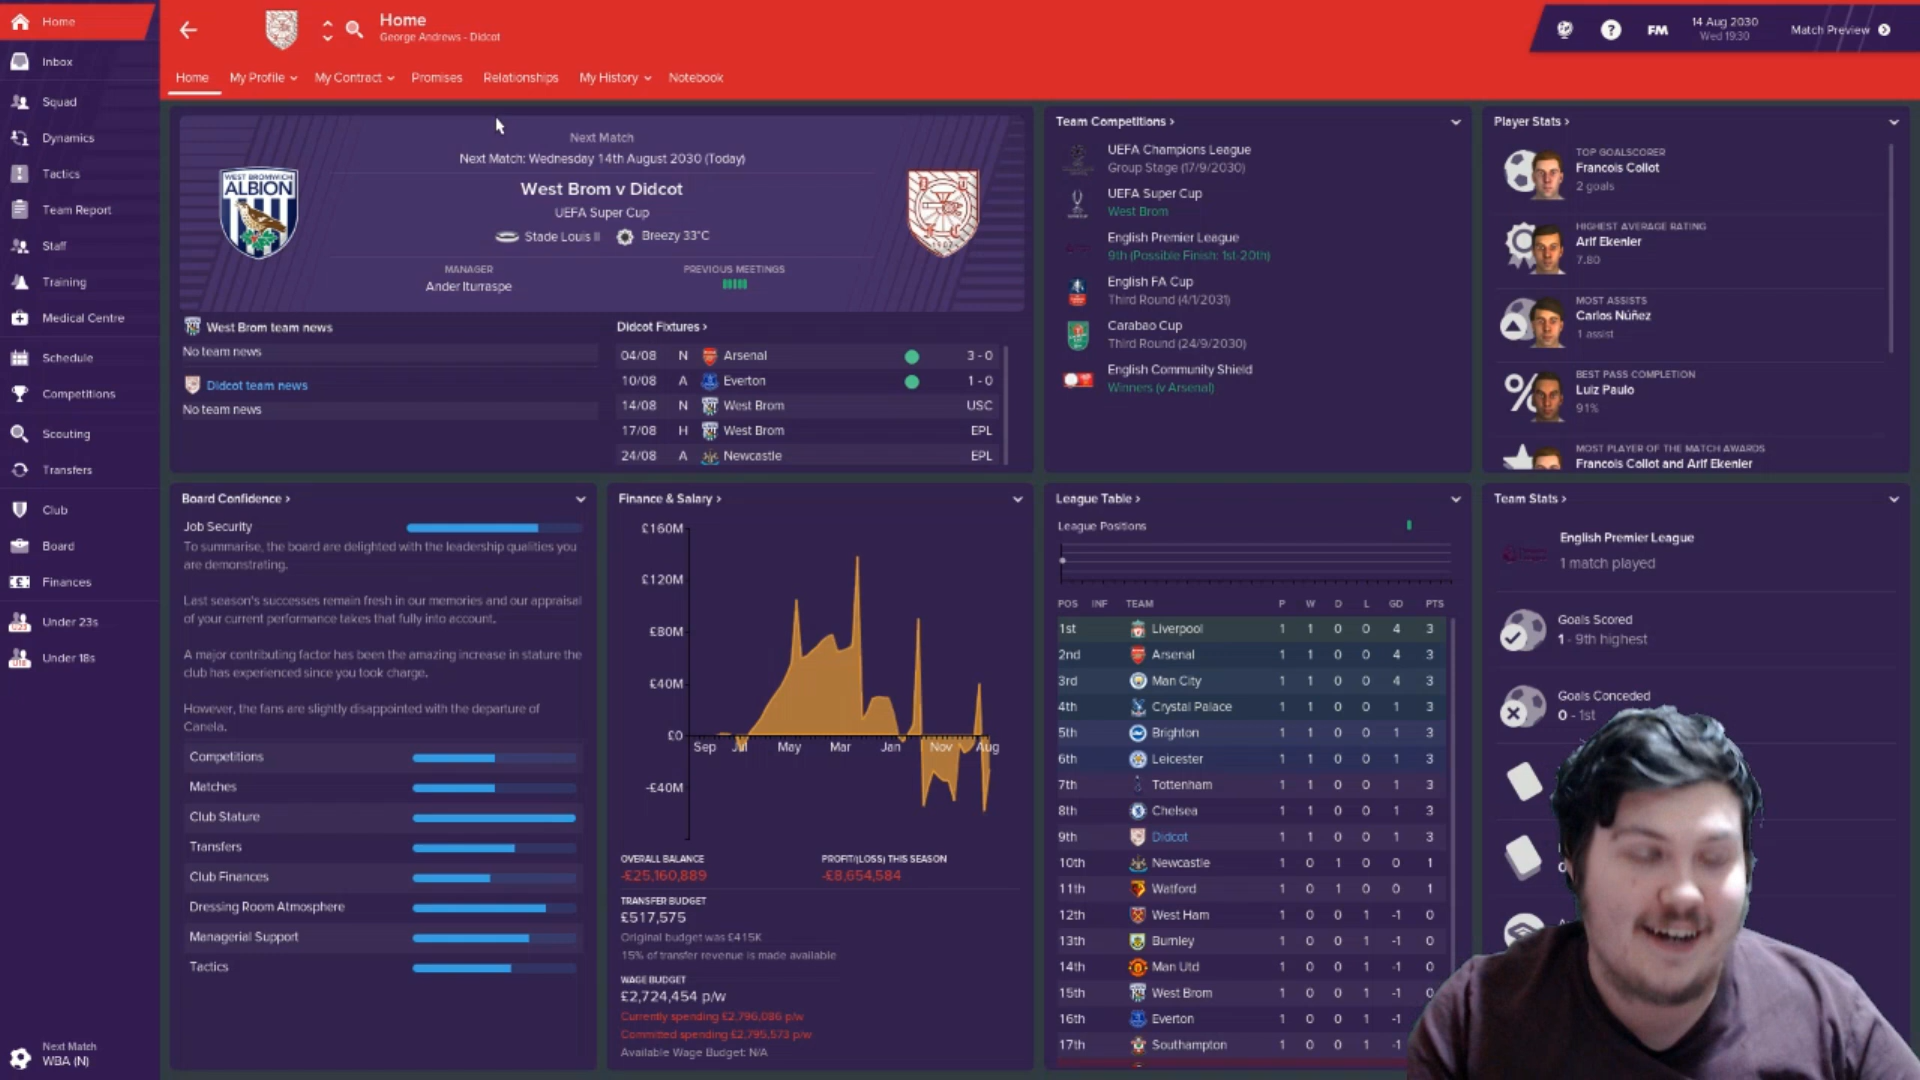 Home
Inbox
Squad
Dynamics
Tactics
Team Report
Staff
Training
Medical Centre
Schedule
Competitions
Scouting
Transfers
Club
Board
Finances
Under 23s
Under 18s
Next Match
WBA (N)
Home
George Andrews - Didcot
FM
14 Aug 2030
Wed 19:30
Match Preview
Home
My Profile
My Contract
Promises
Relationships
My History
Notebook
Next Match
Next Match: Wednesday 14th August 2030 (Today)
WEST BROMWICH
ALBION
West Brom v Didcot
UEFA Super Cup
Stade Louis II
Breezy 33°C
MANAGER
Ander Iturraspe
PREVIOUS MEETINGS
West Brom team news
No team news
Didcot team news
No team news
Didcot Fixtures >
04/08 N Arsenal 3 - 0
10/08 A Everton 1 - 0
14/08 N West Brom USC
17/08 H West Brom EPL
24/08 A Newcastle EPL
Team Competitions >
UEFA Champions League
Group Stage (17/9/2030)
UEFA Super Cup
West Brom
English Premier League
9th (Possible Finish: 1st-20th)
English FA Cup
Third Round (4/1/2031)
Carabao Cup
Third Round (24/9/2030)
English Community Shield
Winners (v Arsenal)
Player Stats >
TOP GOALSCORER
Francois Collot
2 goals
HIGHEST AVERAGE RATING
Arif Ekenler
7.80
MOST ASSISTS
Carlos Núñez
1 assist
BEST PASS COMPLETION
Luiz Paulo
91%
MOST PLAYER OF THE MATCH AWARDS
Francois Collot and Arif Ekenler
Board Confidence >
Job Security
To summarise, the board are delighted with the leadership qualities you
are demonstrating.
Last season's successes remain fresh in our memories and our appraisal
of your current performance takes that fully into account.
A major contributing factor has been the amazing increase in stature the
club has experienced since you took charge.
However, the fans are slightly disappointed with the departure of
Canela.
Competitions
Matches
Club Stature
Transfers
Club Finances
Dressing Room Atmosphere
Managerial Support
Tactics
Finance & Salary >
£160M
£120M
£80M
£40M
£0
-£40M
Sep Jul May Mar Jan Nov Aug
OVERALL BALANCE
-£25,160,889
PROFIT/(LOSS) THIS SEASON
-£8,654,584
TRANSFER BUDGET
£517,575
Original budget was £415K
15% of transfer revenue is made available
WAGE BUDGET
£2,724,454 p/w
Currently spending £2,796,086 p/w
Committed spending £2,795,573 p/w
Available Wage Budget: N/A
League Table >
League Positions
POS INF TEAM P W D L GD PTS
1st Liverpool 1 1 0 0 4 3
2nd Arsenal 1 1 0 0 4 3
3rd Man City 1 1 0 0 4 3
4th Crystal Palace 1 1 0 0 1 3
5th Brighton 1 1 0 0 1 3
6th Leicester 1 1 0 0 1 3
7th Tottenham 1 1 0 0 1 3
8th Chelsea 1 1 0 0 1 3
9th Didcot 1 1 0 0 1 3
10th Newcastle 1 0 1 0 0 1
11th Watford 1 0 1 0 0 1
12th West Ham 1 0 0 1 -1 0
13th Burnley 1 0 0 1 -1 0
14th Man Utd 1 0 0 1 -1 0
15th West Brom 1 0 0 1 -1 0
16th Everton 1 0 0 1 -1
17th Southampton 1 0 0 1 -1
Team Stats >
English Premier League
1 match played
Goals Scored
1 - 9th highest
Goals Conceded
0 - 1st